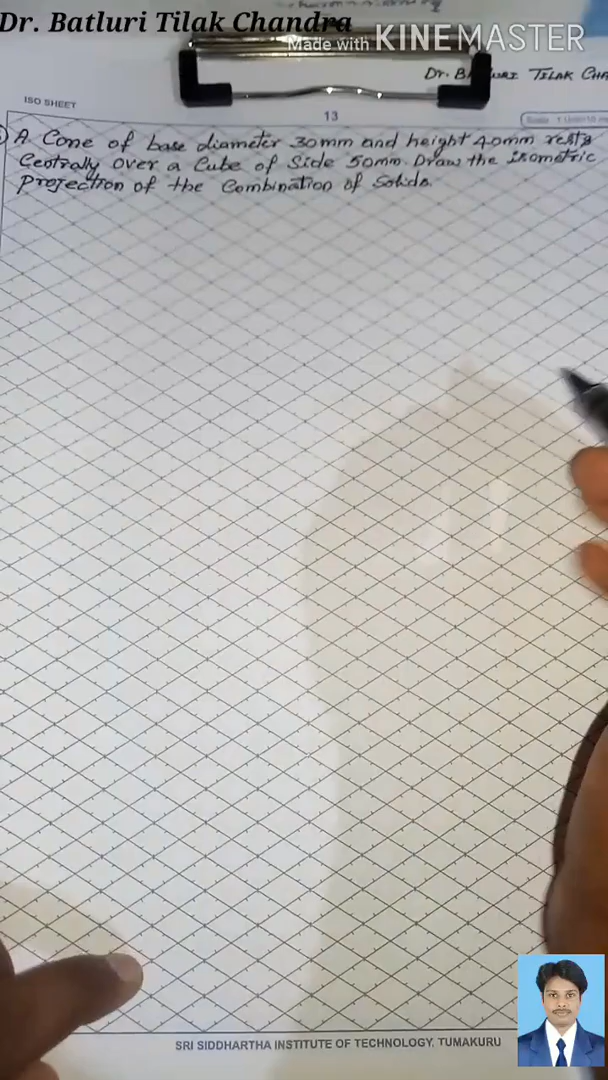 Dr. Batluri Tilak Chandra
Made with KINEMASTER
TILAK
ISO SHEET
13
A Cone of base diameter 30mm and height 40mm rests
Centrally over a Cube of Side 50mm. Draw the isometric
Projection of the Combination of Solids.
SRI SIDDHARTHA INSTITUTE OF TECHNOLOGY, TUMAKURU